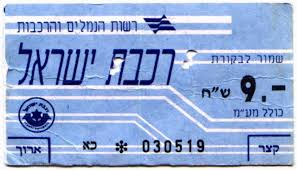 רשות הנמלים והרכבות
רכבת ישראל
שמור לבקורת
9.- ש"ח
כולל מע"מ
ארוך
כא * 030519
קצר